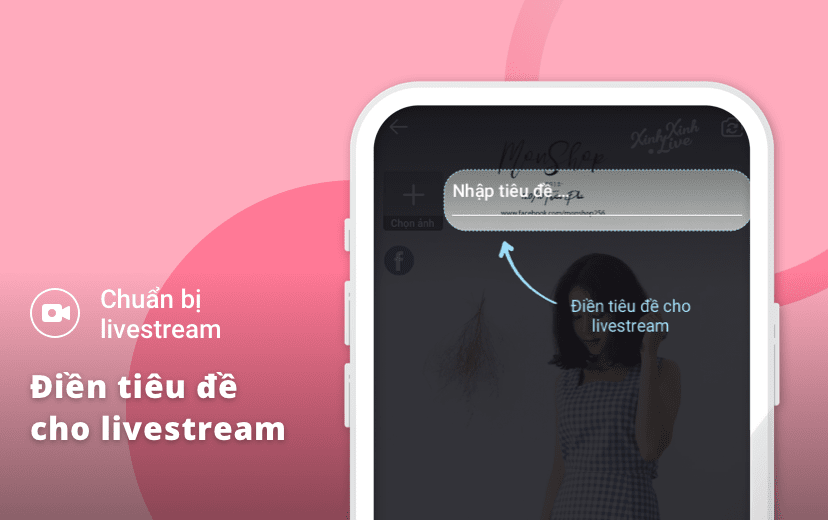 Xinh Xinh
Live
MonShop
Nhập tiêu đề ...
www.facebook.com/monshop256
Chọn ảnh
f
Điền tiêu đề cho
livestream
Chuẩn bị
livestream
Điền tiêu đề
cho livestream